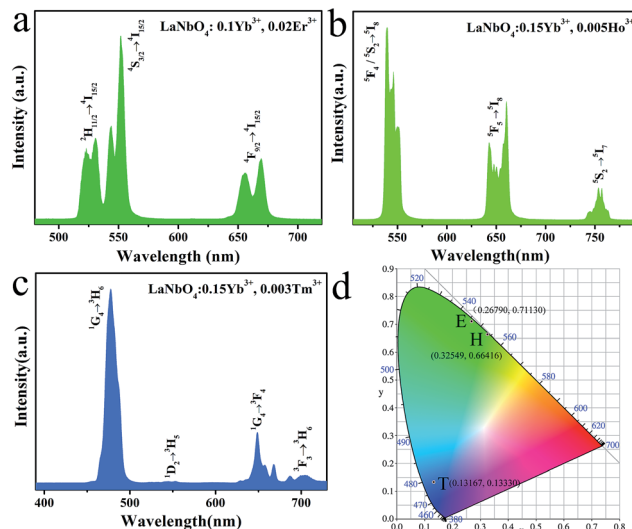 a
LaNbO₄: 0.1Yb³⁺, 0.02Er³⁺
²H₁₁/₂→⁴I₁₅/₂
⁴S₃/₂→⁴I₁₅/₂
⁴F₉/₂→⁴I₁₅/₂
Intensity (a.u.)
500 550 600 650 700
Wavelength (nm)
b
LaNbO₄:0.15Yb³⁺, 0.005Ho³⁺
⁵F₄ / ⁵S₂→⁵I₈
⁵F₅→⁵I₈
⁵S₂→⁵I₇
Intensity (a.u.)
550 600 650 700 750
Wavelength (nm)
c
LaNbO₄:0.15Yb³⁺, 0.003Tm³⁺
¹G₄→³H₆
¹D₂→³H₅
¹G₄→³F₄
³F₃→³H₆
Intensity(a.u.)
400 450 500 550 600 650 700
Wavelength(nm)
d
0.9
0.8
0.7
0.6
0.5
0.4
0.3
0.2
0.1
0.0
y
0.0 0.1 0.2 0.3 0.4 0.5 0.6 0.7 0.8
520
540
560
580
600
620
700
500
490
480
470
460
380
E (0.26790, 0.71130)
H
(0.32549, 0.66416)
T (0.13167, 0.13330)